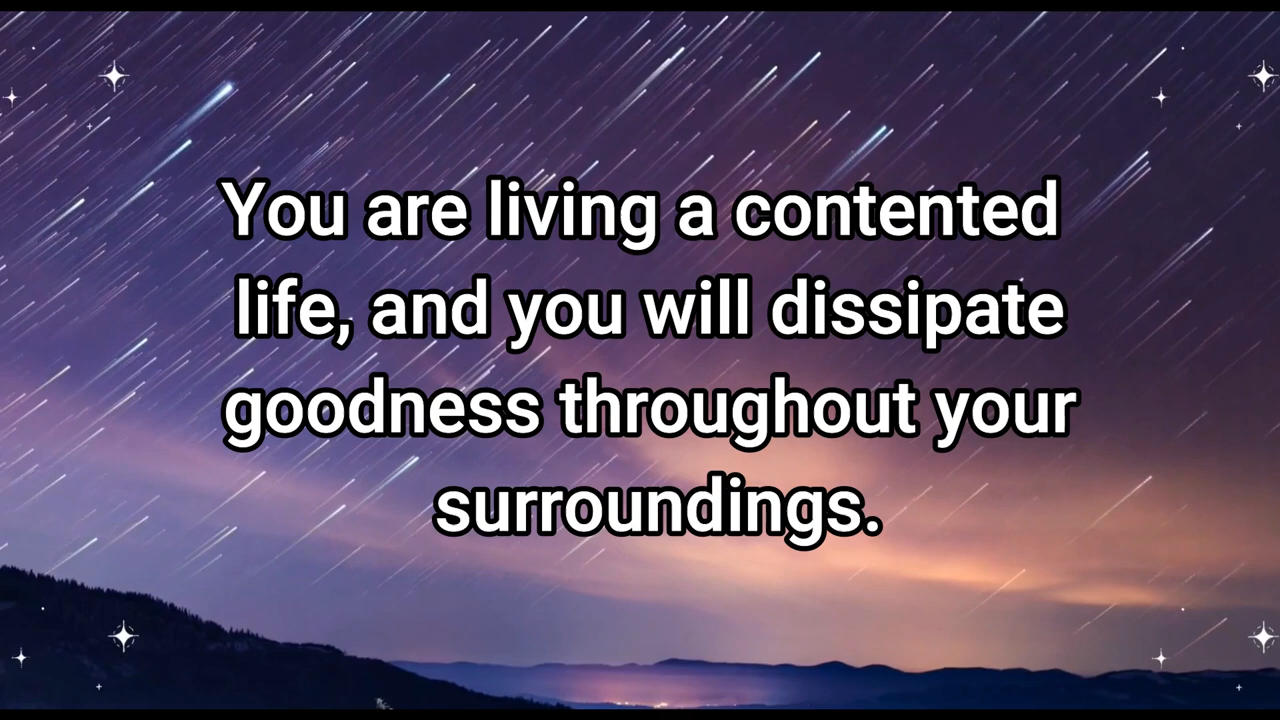 You are living a contented
life, and you will dissipate
goodness throughout your
surroundings.